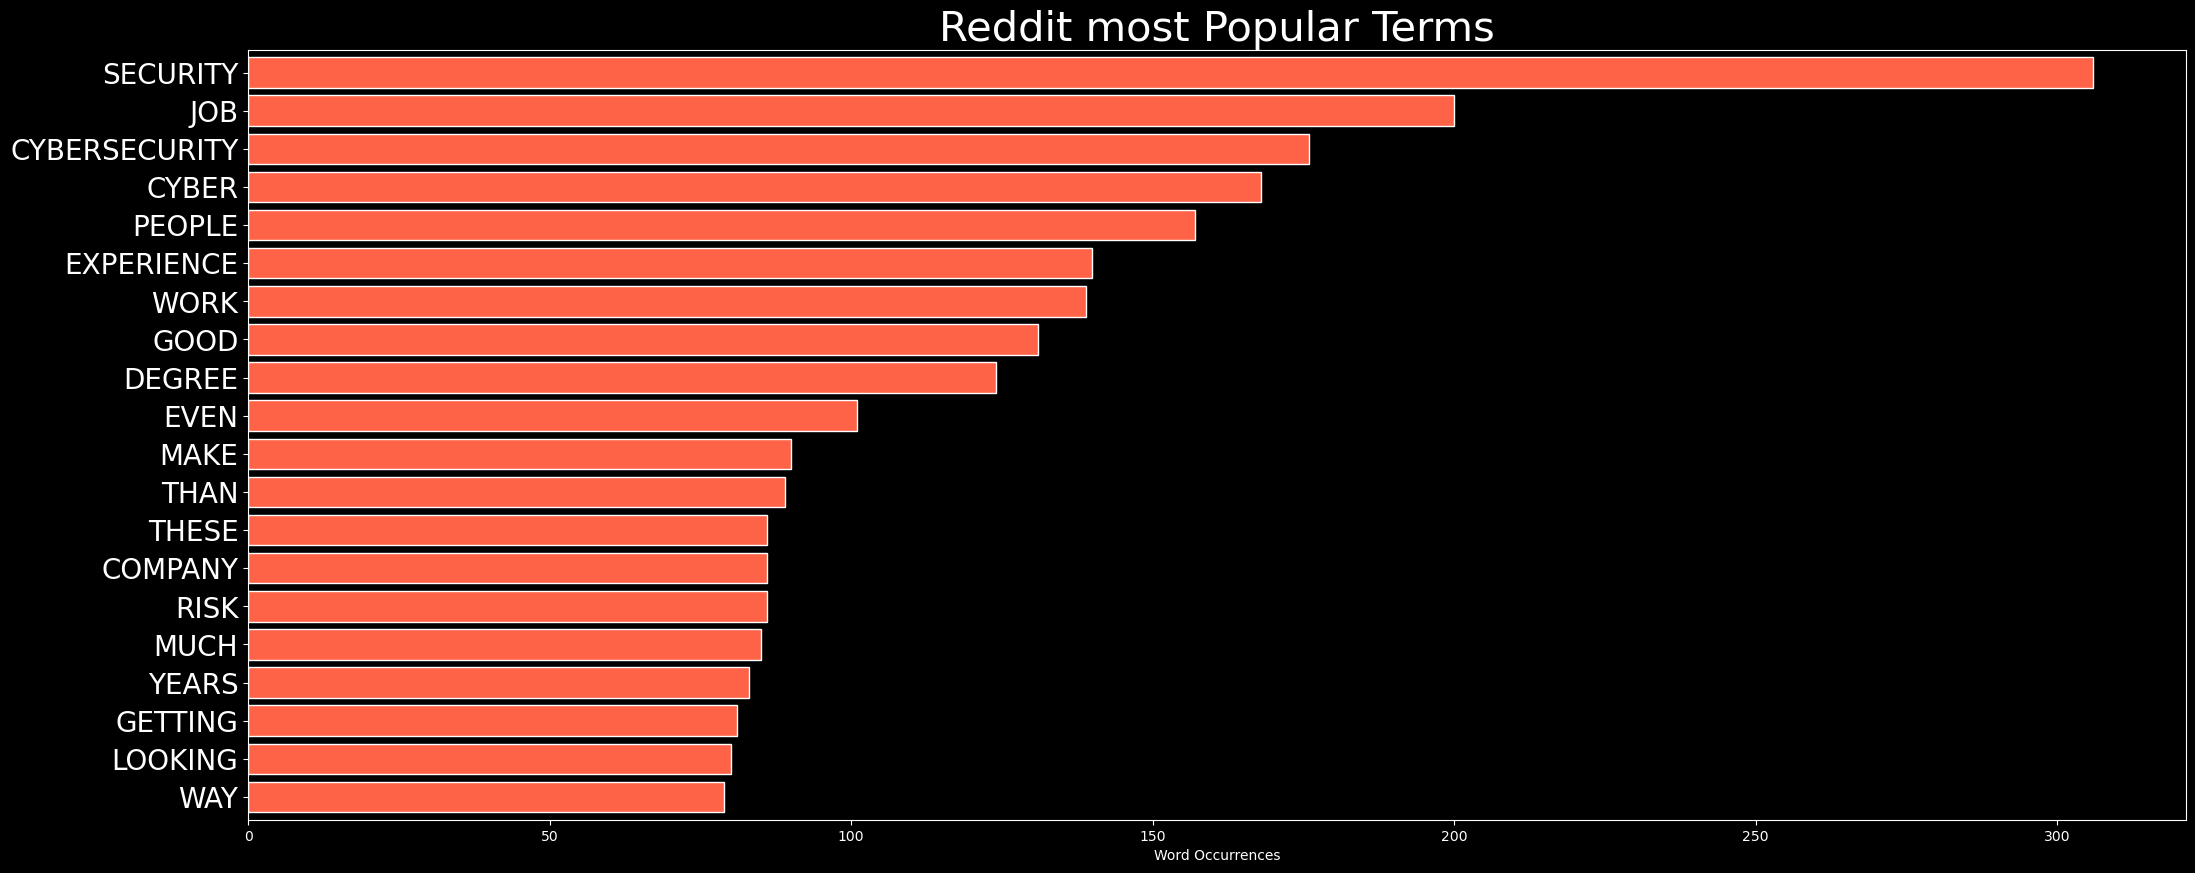 Reddit most Popular Terms
SECURITY
JOB
CYBERSECURITY
CYBER
PEOPLE
EXPERIENCE
WORK
GOOD
DEGREE
EVEN
MAKE
THAN
THESE
COMPANY
RISK
MUCH
YEARS
GETTING
LOOKING
WAY
0 50 100 150 200 250 300
Word Occurrences